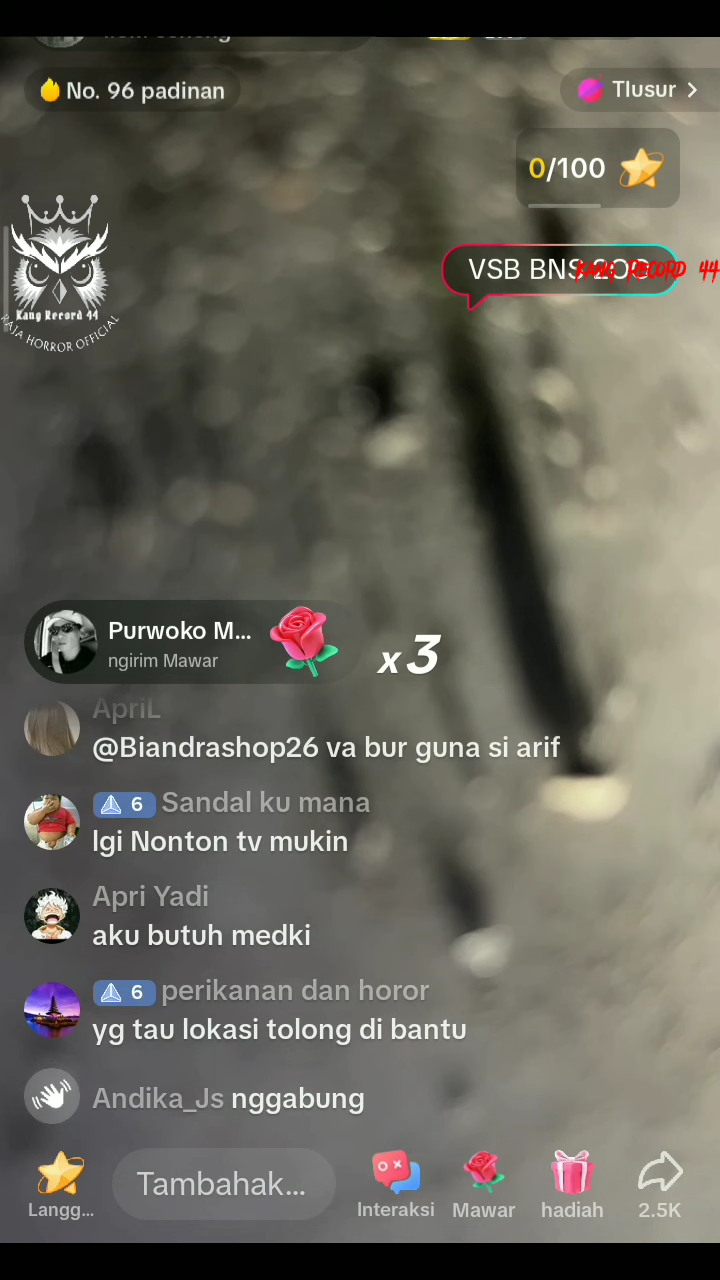 No. 96 padinan
Tlusur
0/100
VSB BNS
KANG RECORD 44
Kang Record 44
RAJA HORROR OFFICIAL
Purwoko M...
ngirim Mawar
x3
ApriL
@Biandrashop26 va bur guna si arif
6 Sandal ku mana
lgi Nonton tv mukin
Apri Yadi
aku butuh medki
6 perikanan dan horor
yg tau lokasi tolong di bantu
Andika_Js nggabung
Langg...
Tambahak...
Interaksi
Mawar
hadiah
2.5K